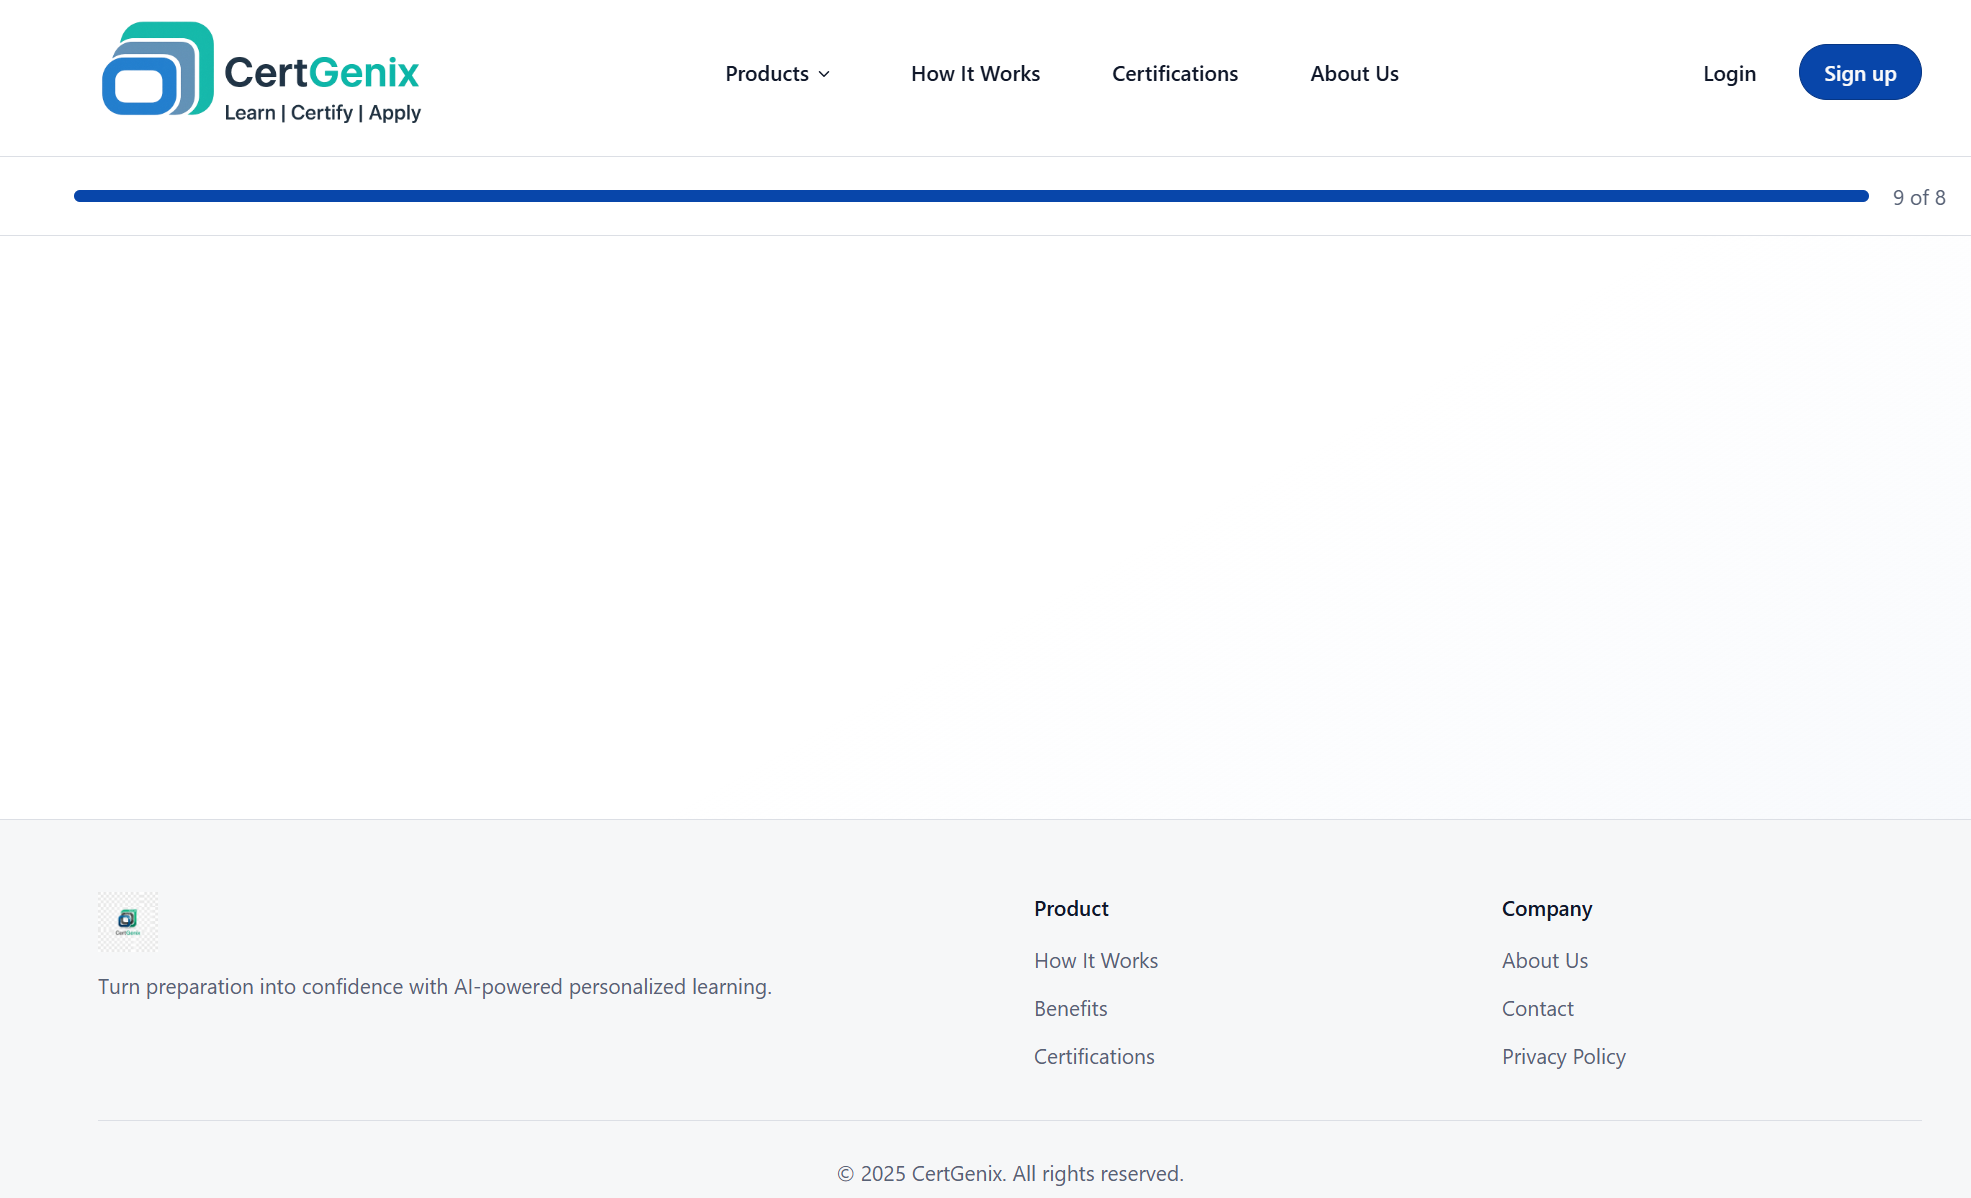 CertGenix
Learn | Certify | Apply
Products
How It Works
Certifications
About Us
Login
Sign up
9 of 8
CertGenix
Turn preparation into confidence with AI-powered personalized learning.
Product
How It Works
Benefits
Certifications
Company
About Us
Contact
Privacy Policy
© 2025 CertGenix. All rights reserved.